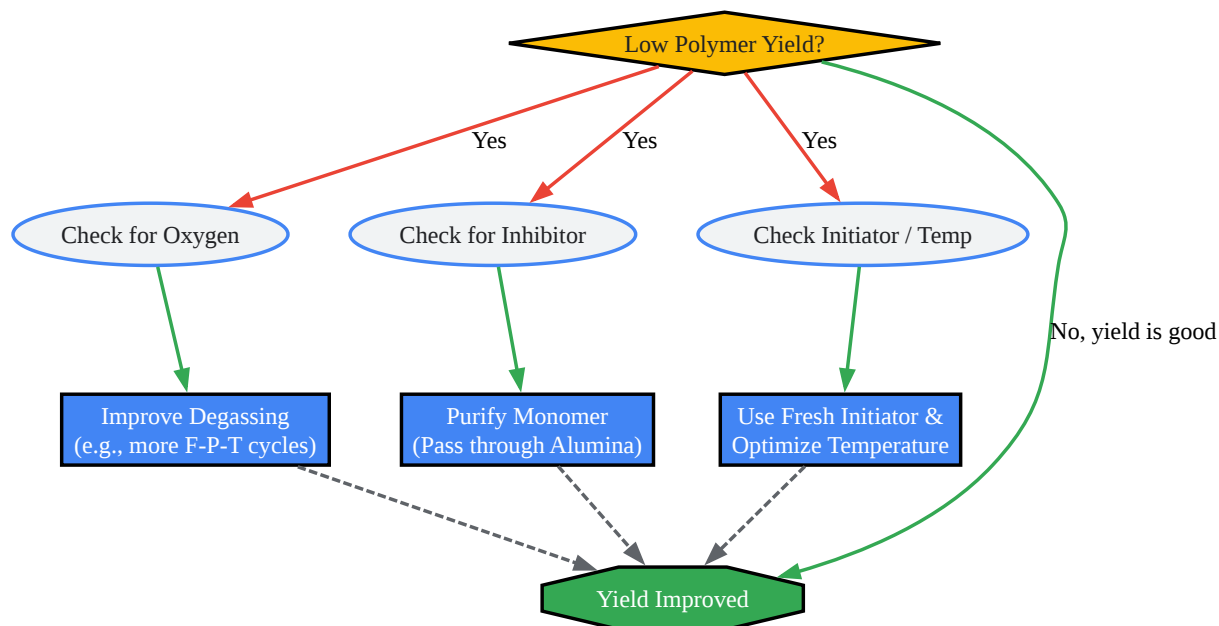 Low Polymer Yield?
Yes
Yes
Yes
Check for Oxygen
Check for Inhibitor
Check Initiator / Temp
No, yield is good
Improve Degassing
(e.g., more F-P-T cycles)
Purify Monomer
(Pass through Alumina)
Use Fresh Initiator &
Optimize Temperature
Yield Improved